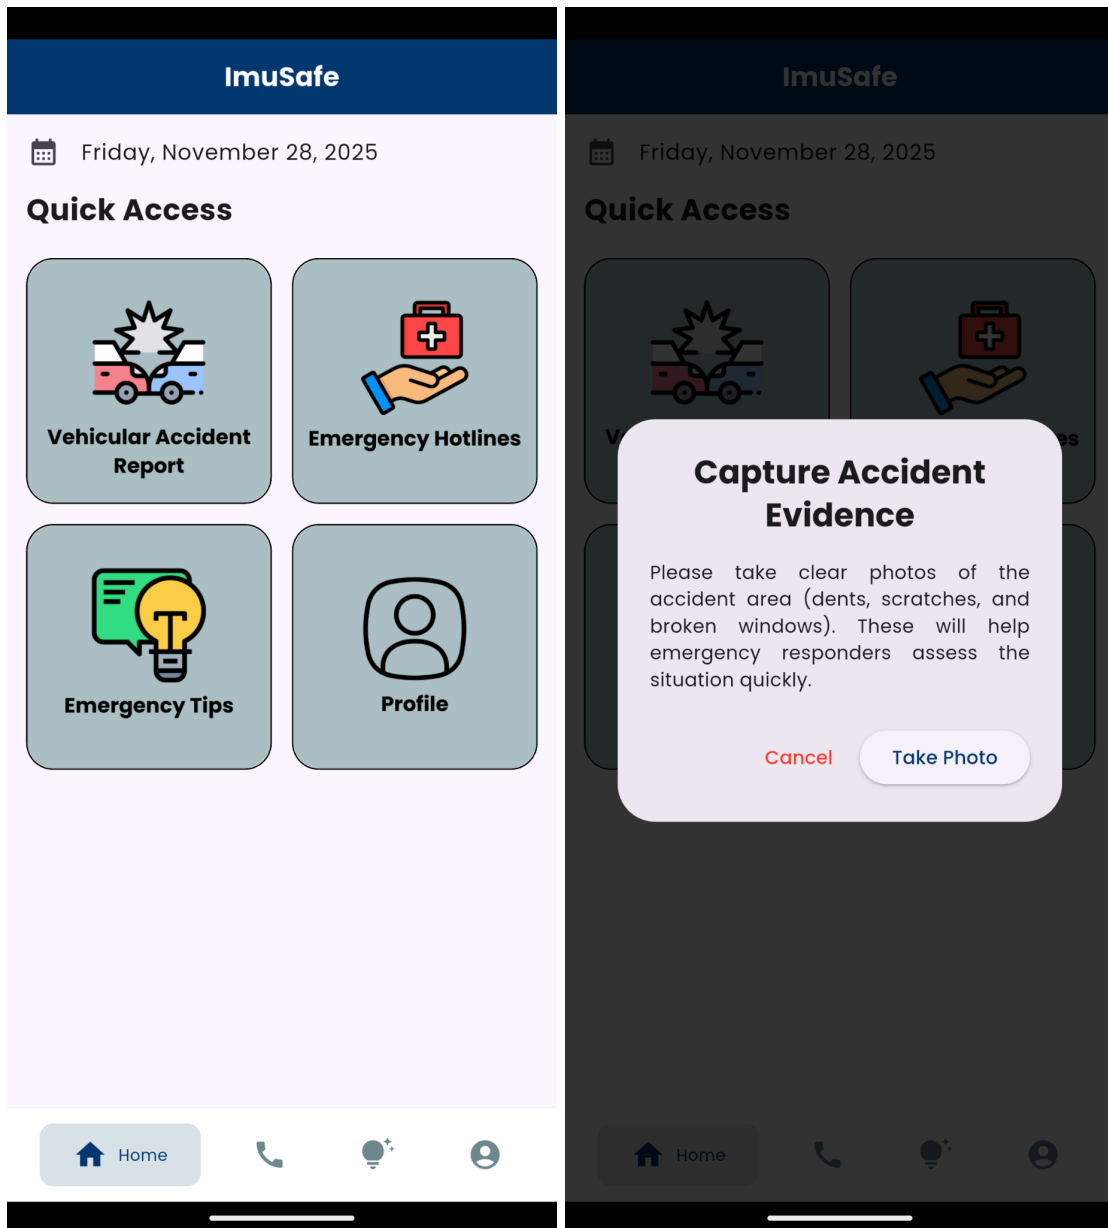 ImuSafe
Friday, November 28, 2025
Quick Access
Vehicular Accident
Report
Emergency Hotlines
Emergency Tips
Profile
Home
ImuSafe
Friday, November 28, 2025
Quick Access
Capture Accident
Evidence
Please take clear photos of the
accident area (dents, scratches, and
broken windows). These will help
emergency responders assess the
situation quickly.
Cancel
Take Photo
Home